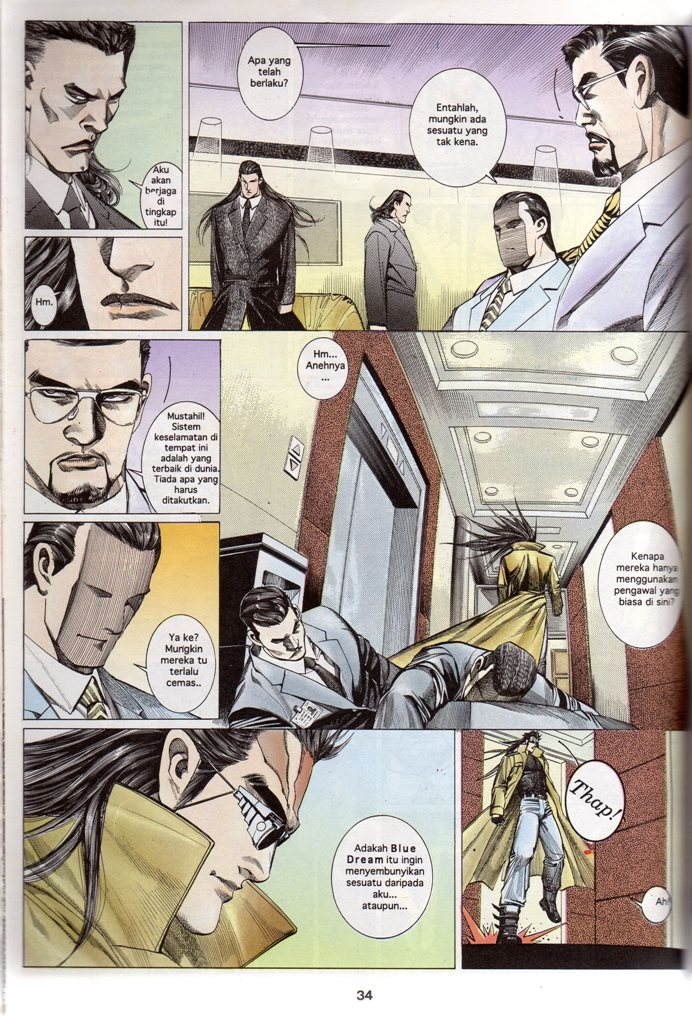 Aku
akan
berjaga
di
tingkap
itu!
Apa yang
telah
berlaku?
Entahlah,
mungkin ada
sesuatu yang
tak kena.
Hm.
Mustahil!
Sistem
keselamatan di
tempat ini
adalah yang
terbaik di dunia.
Tiada apa yang
harus
ditakutkan.
Hm...
Anehnya
...
Kenapa
mereka hanya
menggunakan
pengawal yang
biasa di sini?
Ya ke?
Mungkin
mereka tu
terlalu
cemas..
Adakah Blue
Dream itu ingin
menyembunyikan
sesuatu daripada
aku...
ataupun...
Thap!
34